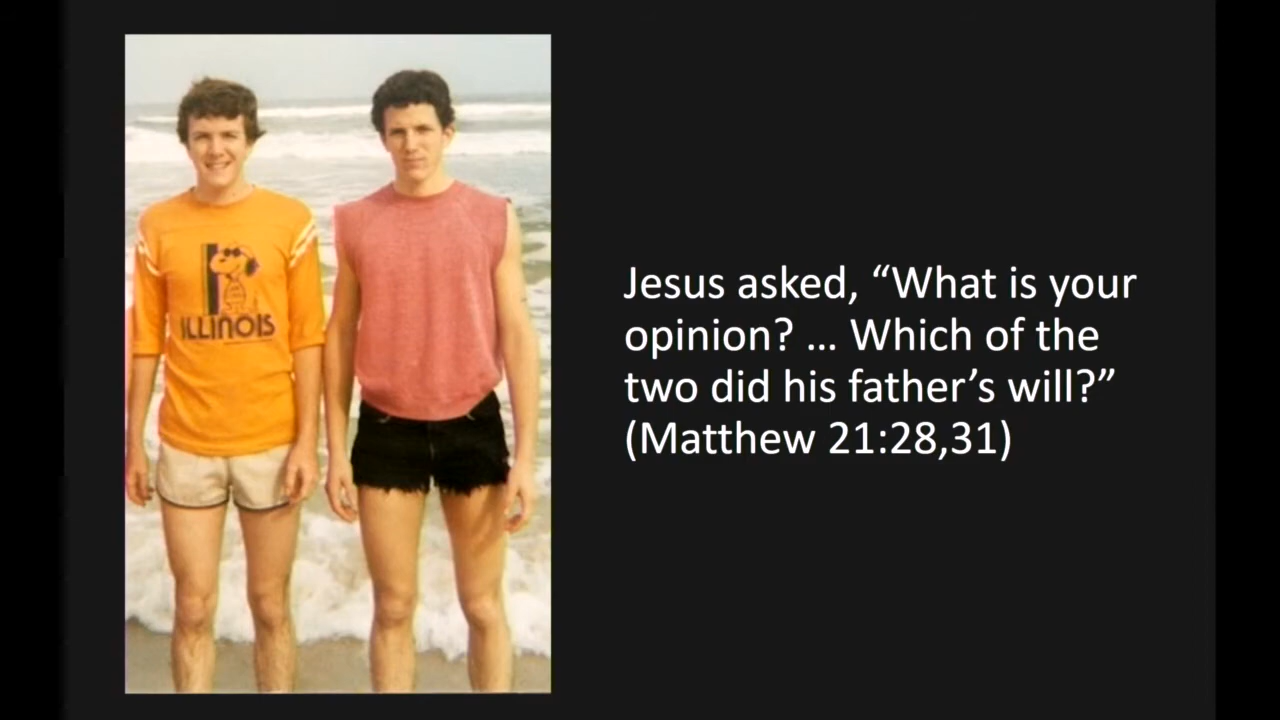 ILLINOIS
Jesus asked, “What is your
opinion? ... Which of the
two did his father’s will?”
(Matthew 21:28,31)